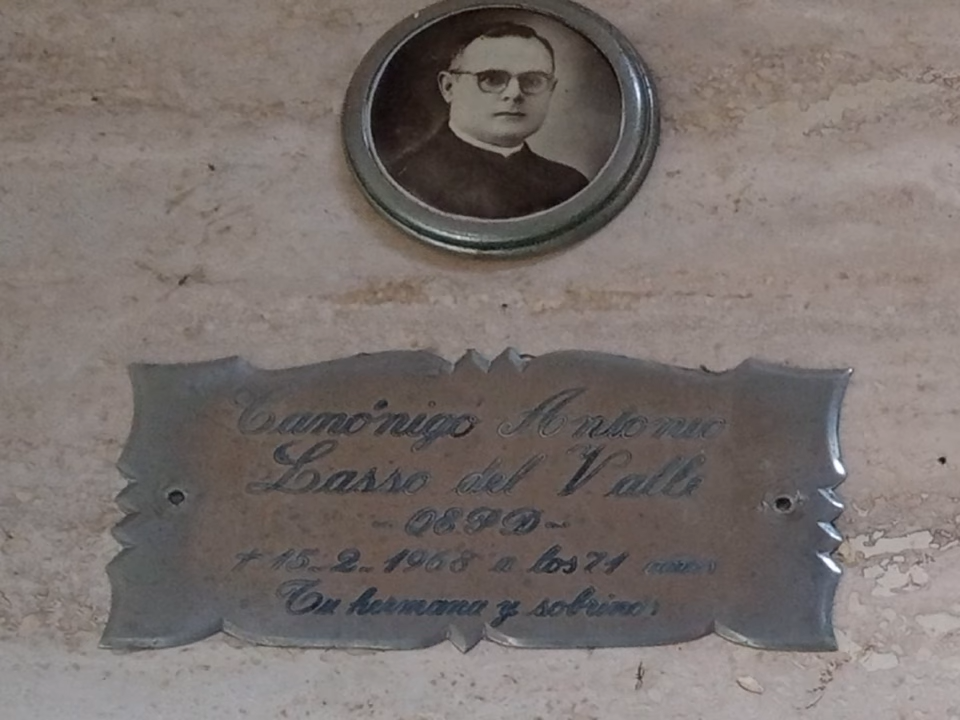 Canónigo Antonio
Lasso del Valle
- QEPD -
+ 15-2-1968 a los 71 años
Tu hermana y sobrinos